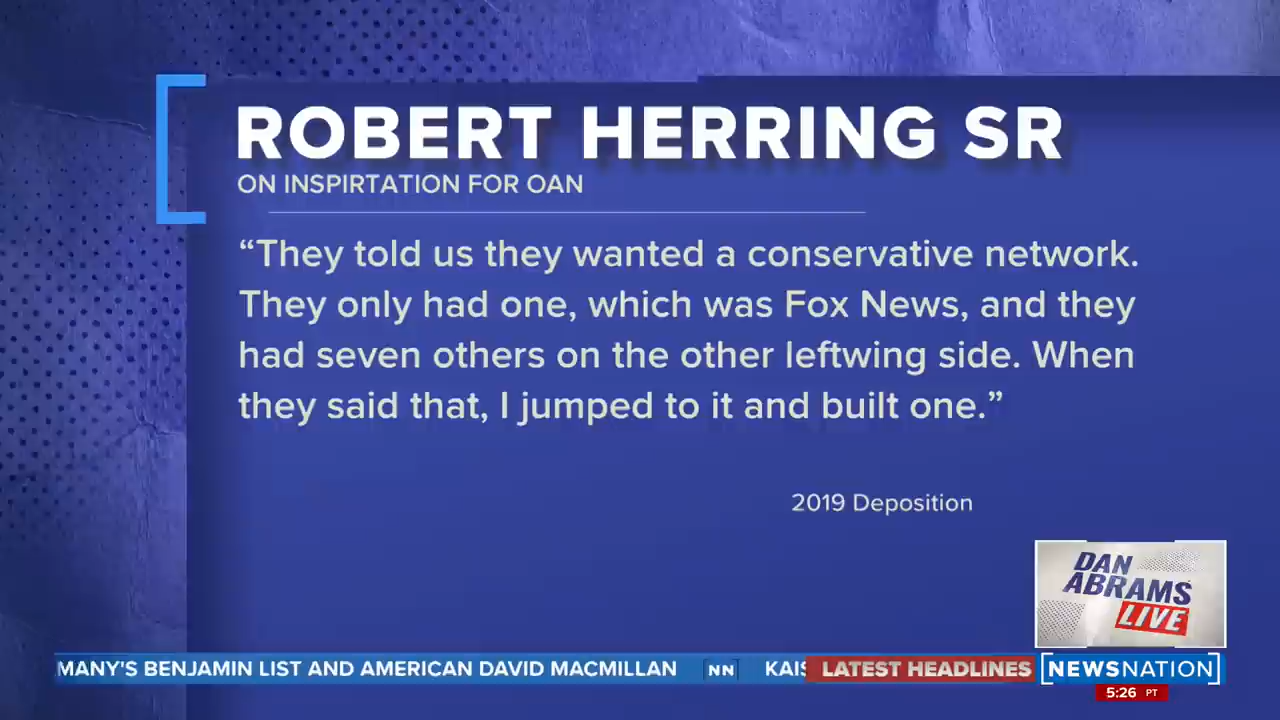 ROBERT HERRING SR
ON INSPIRTATION FOR OAN
“They told us they wanted a conservative network.
They only had one, which was Fox News, and they
had seven others on the other leftwing side. When
they said that, I jumped to it and built one.”
2019 Deposition
DAN
ABRAMS
LIVE
MANY'S BENJAMIN LIST AND AMERICAN DAVID MACMILLAN NN KAIS LATEST HEADLINES NEWSNATION
5:26 PT